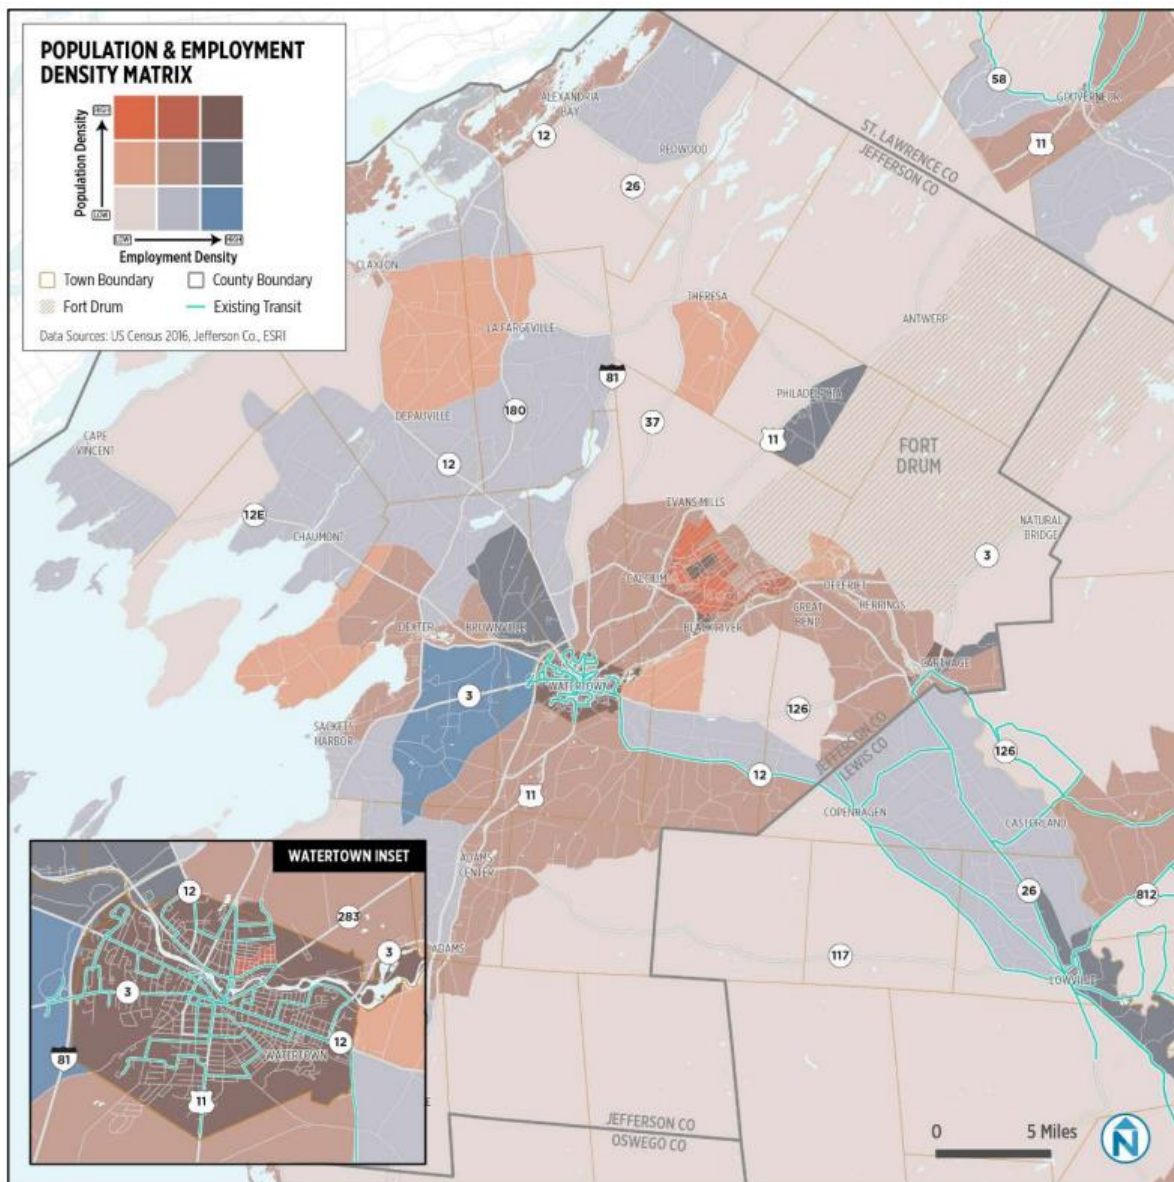 POPULATION & EMPLOYMENT
DENSITY MATRIX
HIGH
Population Density
LOW
LOW
HIGH
Employment Density
Town Boundary
County Boundary
Fort Drum
Existing Transit
Data Sources: US Census 2016, Jefferson Co., ESRI
58
GOUVERNEUR
ALEXANDRIA
BAY
12
11
ST. LAWRENCE CO
JEFFERSON CO
REDWOOD
26
CLAYTON
THERESA
ANTWERP
LA FARGEVILLE
81
PHILADELPHIA
DEPAUVILLE
180
37
11
CAPE
VINCENT
FORT
DRUM
12
EVANS MILLS
12E
NATURAL
BRIDGE
CHAUMONT
3
CALCIUM
DEFERIET
HERRINGS
GREAT
BEND
DEXTER
BROWNVILLE
BLACK RIVER
CARTHAGE
WATERTOWN
3
126
SACKETS
HARBOR
JEFFERSON CO
LEWIS CO
126
12
11
COPENHAGEN
CASTORLAND
WATERTOWN INSET
ADAMS
CENTER
12
26
812
283
3
ADAMS
117
3
LOWVILLE
12
WATERTOWN
81
11
E
JEFFERSON CO
OSWEGO CO
0
5 Miles
N